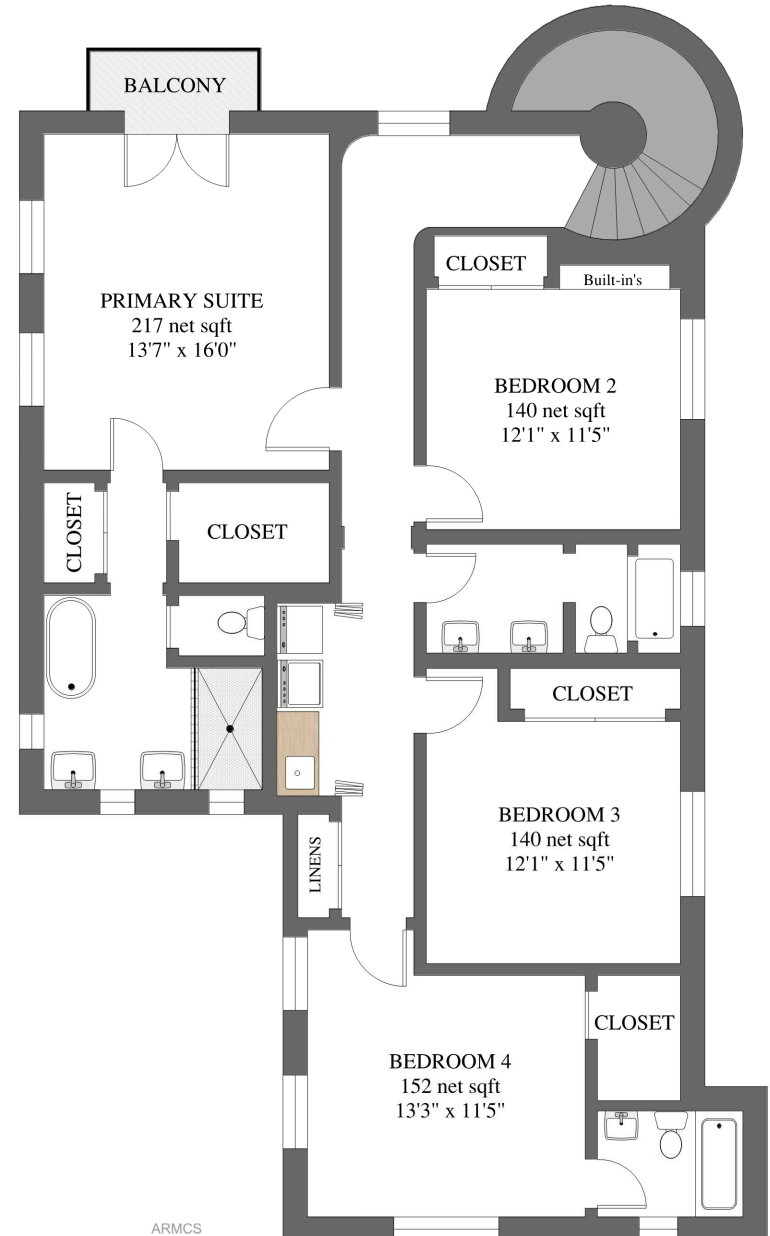 BALCONY
CLOSET
Built-in's
PRIMARY SUITE
217 net sqft
13'7" x 16'0"
BEDROOM 2
140 net sqft
12'1" x 11'5"
CLOSET
CLOSET
CLOSET
BEDROOM 3
140 net sqft
12'1" x 11'5"
LINENS
CLOSET
BEDROOM 4
152 net sqft
13'3" x 11'5"
ARMCS